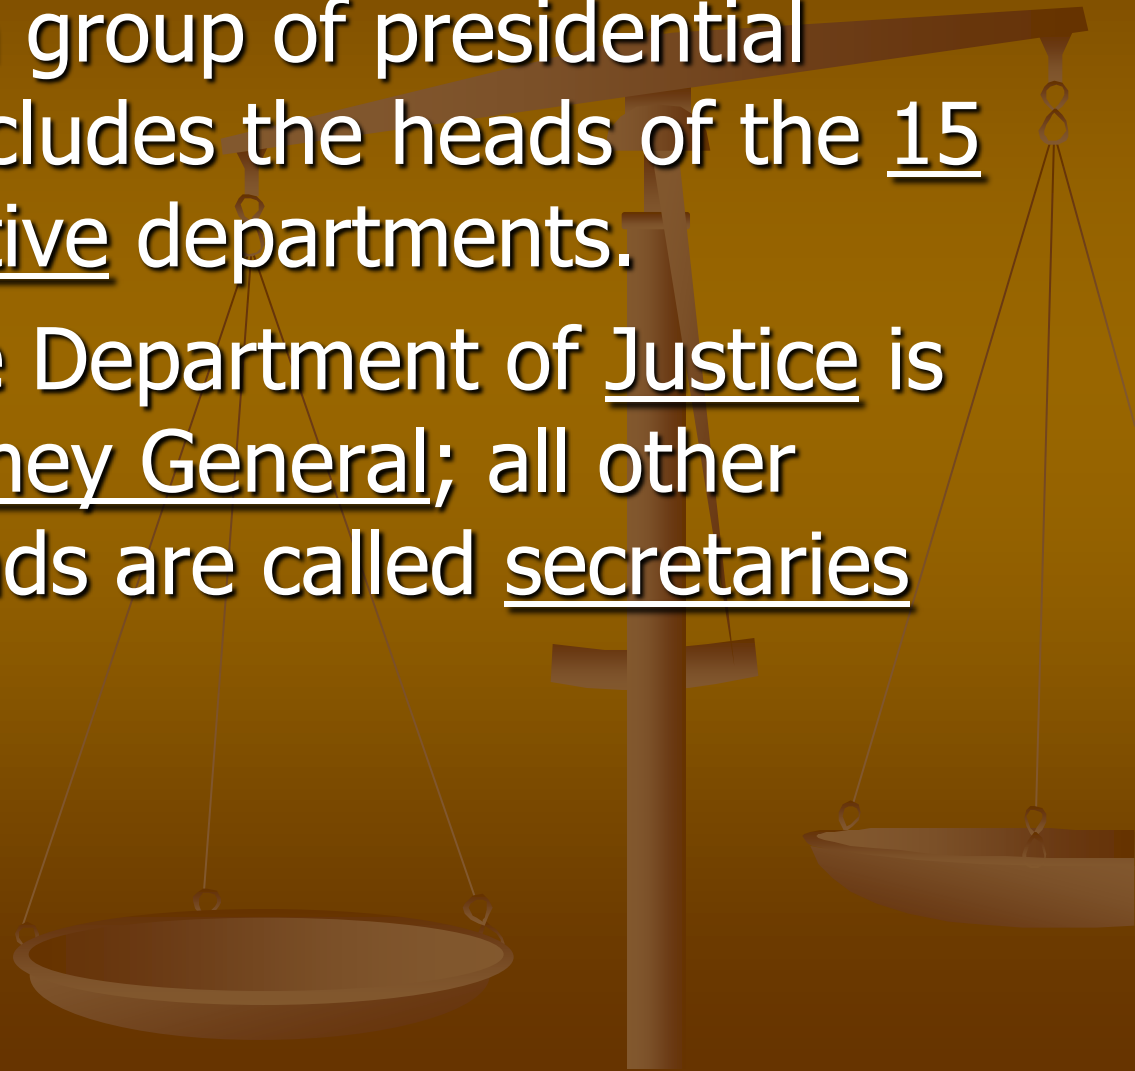 group of presidential
cludes the heads of the 15
tive departments.
e Department of Justice is
ney General; all other
ds are called secretaries